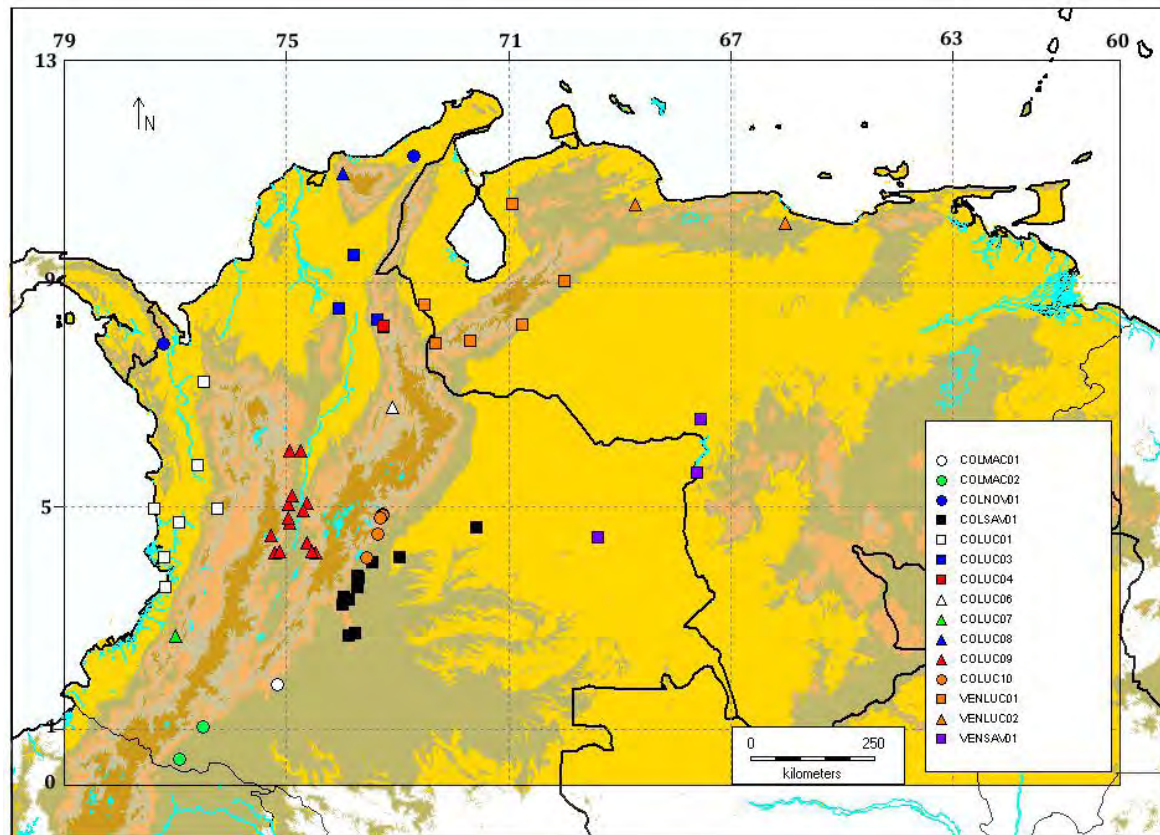 79 75 71 67 63 60
13
N
9
5
1
0
COLMAC01
COLMAC02
COLNOV01
COLSAV01
COLUC01
COLUC03
COLUC04
COLUC06
COLUC07
COLUC08
COLUC09
COLUC10
VENLUC01
VENLUC02
VENSAV01
0 250
kilometers